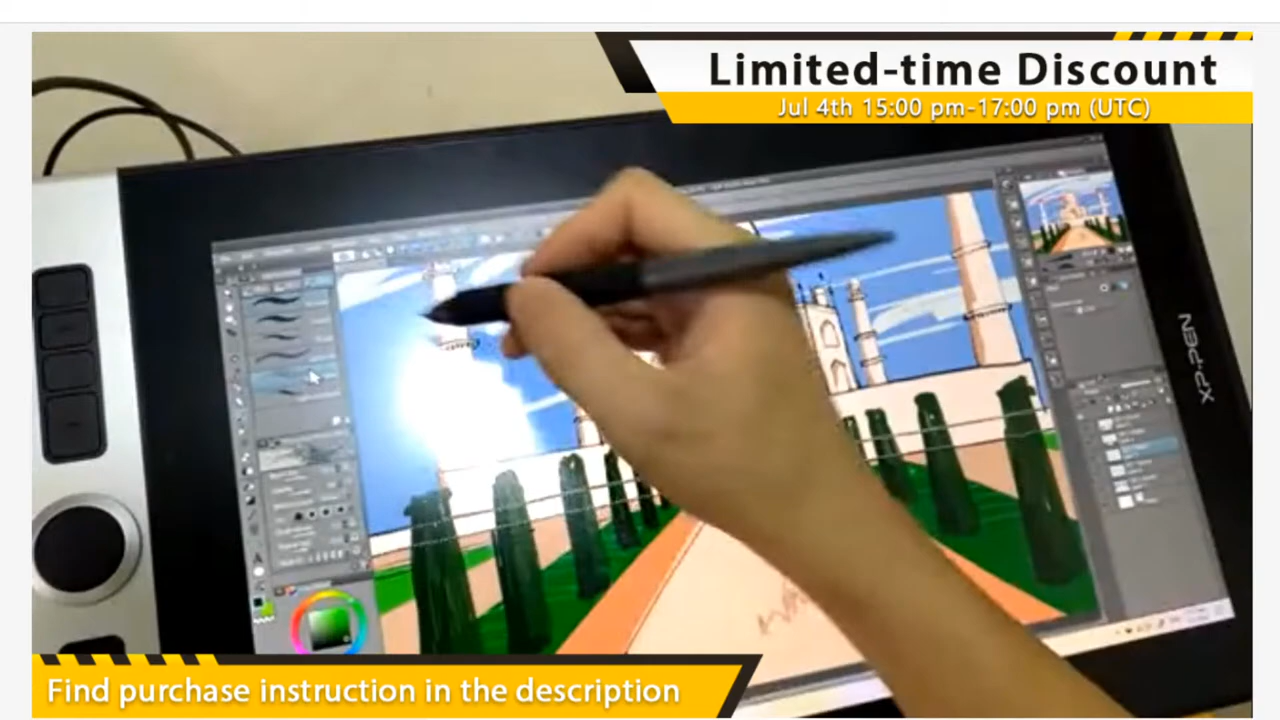 Limited-time Discount
Jul 4th 15:00 pm-17:00 pm (UTC)
XP-PEN
Find purchase instruction in the description